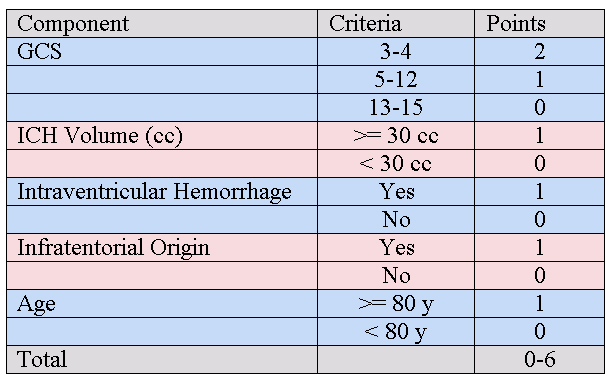 Component Criteria Points
GCS 3-4 2
5-12 1
13-15 0
ICH Volume (cc) >= 30 cc 1
< 30 cc 0
Intraventricular Hemorrhage Yes 1
No 0
Infratentorial Origin Yes 1
No 0
Age >= 80 y 1
< 80 y 0
Total 0-6